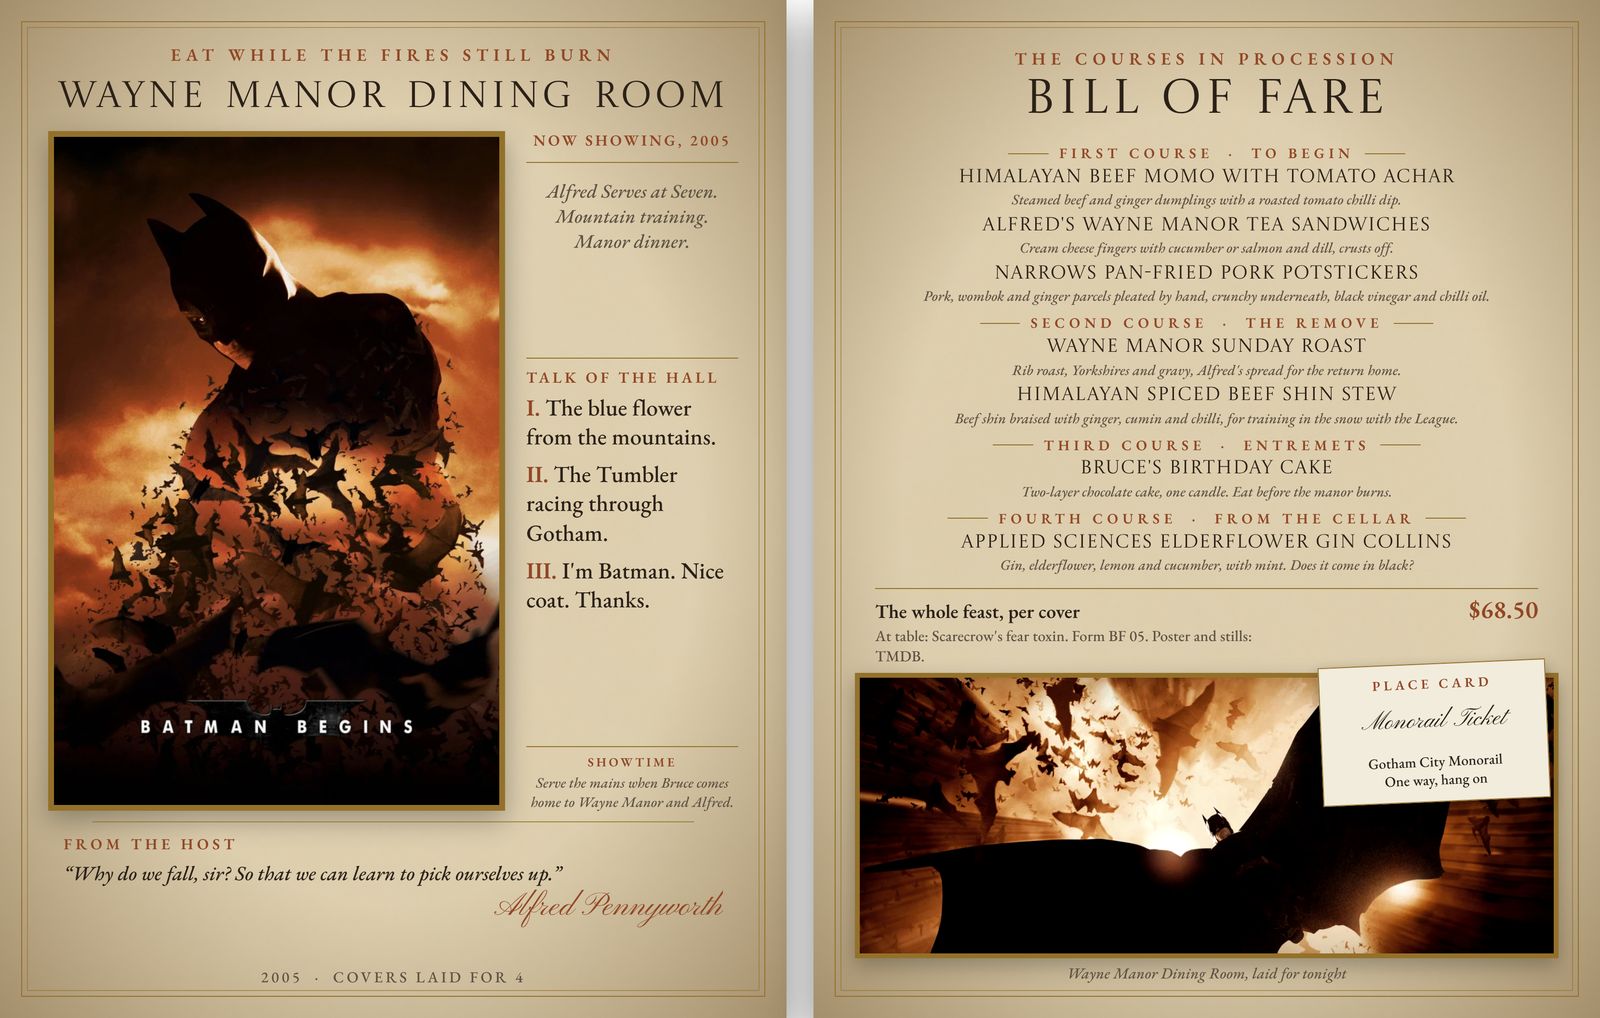 EAT WHILE THE FIRES STILL BURN
WAYNE MANOR DINING ROOM
BATMAN BEGINS
NOW SHOWING, 2005
Alfred Serves at Seven.
Mountain training.
Manor dinner.
TALK OF THE HALL
I. The blue flower
from the mountains.
II. The Tumbler
racing through
Gotham.
III. I'm Batman. Nice
coat. Thanks.
SHOWTIME
Serve the mains when Bruce comes
home to Wayne Manor and Alfred.
FROM THE HOST
“Why do we fall, sir? So that we can learn to pick ourselves up.”
Alfred Pennyworth
2005 · COVERS LAID FOR 4
THE COURSES IN PROCESSION
BILL OF FARE
FIRST COURSE · TO BEGIN
HIMALAYAN BEEF MOMO WITH TOMATO ACHAR
Steamed beef and ginger dumplings with a roasted tomato chilli dip.
ALFRED'S WAYNE MANOR TEA SANDWICHES
Cream cheese fingers with cucumber or salmon and dill, crusts off.
NARROWS PAN-FRIED PORK POTSTICKERS
Pork, wombok and ginger parcels pleated by hand, crunchy underneath, black vinegar and chilli oil.
SECOND COURSE · THE REMOVE
WAYNE MANOR SUNDAY ROAST
Rib roast, Yorkshires and gravy, Alfred's spread for the return home.
HIMALAYAN SPICED BEEF SHIN STEW
Beef shin braised with ginger, cumin and chilli, for training in the snow with the League.
THIRD COURSE · ENTREMETS
BRUCE'S BIRTHDAY CAKE
Two-layer chocolate cake, one candle. Eat before the manor burns.
FOURTH COURSE · FROM THE CELLAR
APPLIED SCIENCES ELDERFLOWER GIN COLLINS
Gin, elderflower, lemon and cucumber, with mint. Does it come in black?
The whole feast, per cover $68.50
At table: Scarecrow's fear toxin. Form BF 05. Poster and stills:
TMDB.
PLACE CARD
Monorail Ticket
Gotham City Monorail
One way, hang on
Wayne Manor Dining Room, laid for tonight